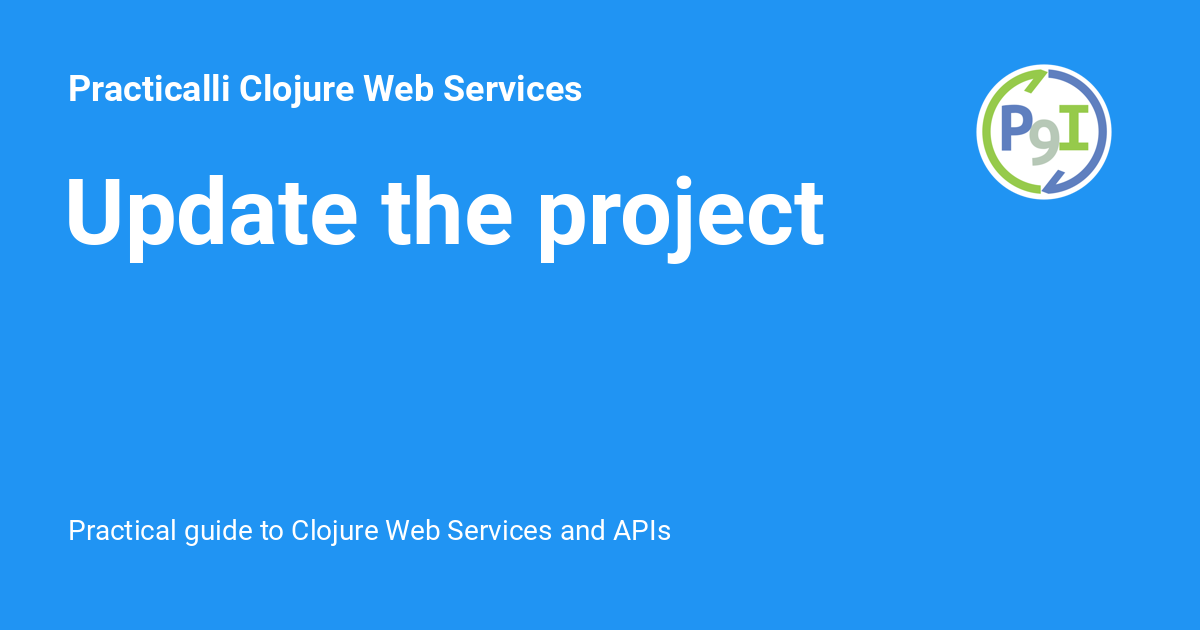 Practicalli Clojure Web Services
P9I
Update the project
Practical guide to Clojure Web Services and APIs